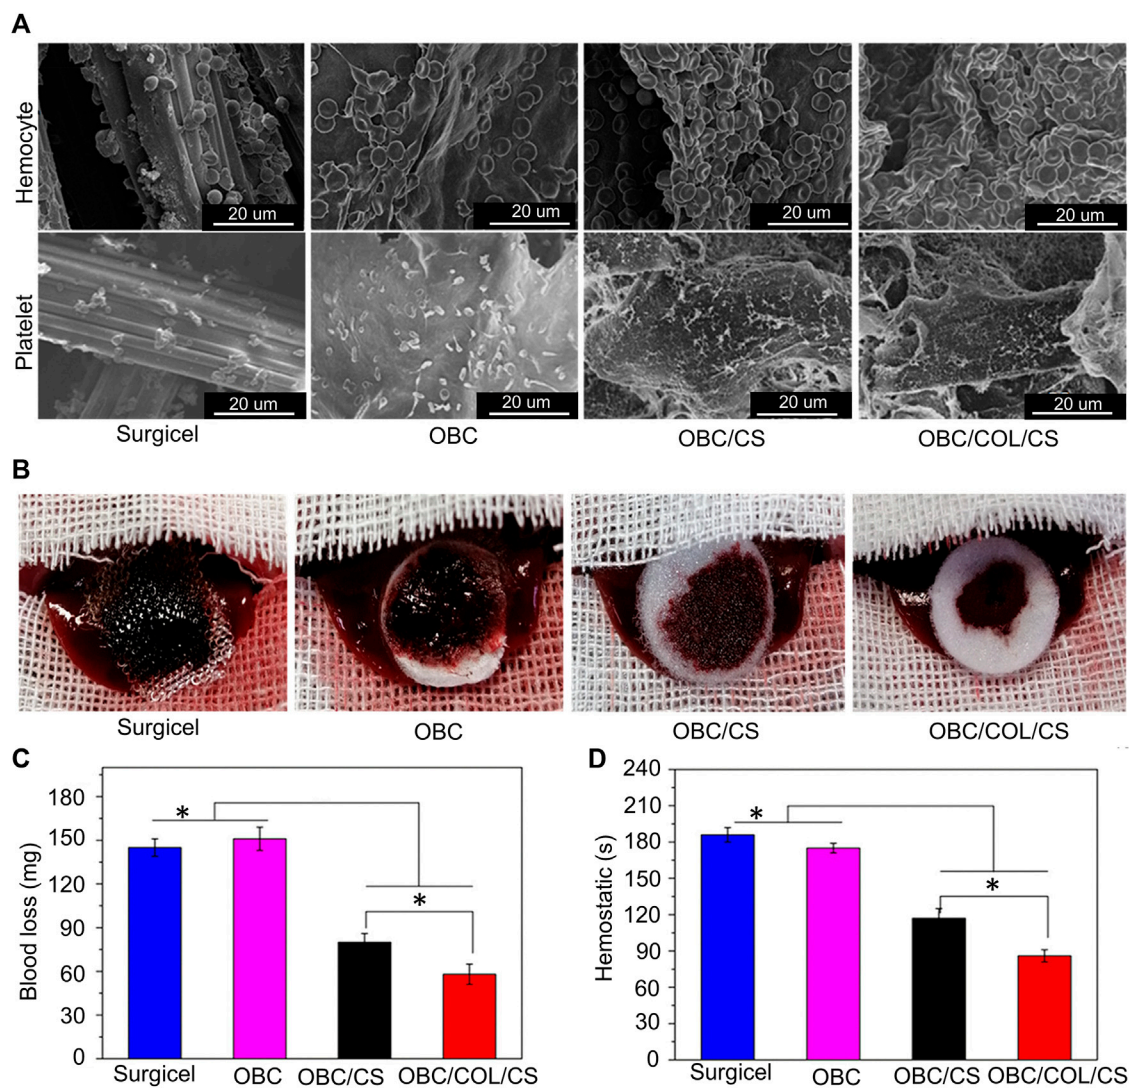 A
Hemocyte
20 um
20 um
20 um
20 um
Platelet
20 um
20 um
20 um
20 um
Surgicel
OBC
OBC/CS
OBC/COL/CS
B
Surgicel
OBC
OBC/CS
OBC/COL/CS
C
Blood loss (mg)
180
150
120
90
60
30
0
*
*
Surgicel
OBC
OBC/CS
OBC/COL/CS
D
Hemostatic (s)
240
210
180
150
120
90
60
30
0
*
*
Surgicel
OBC
OBC/CS
OBC/COL/CS